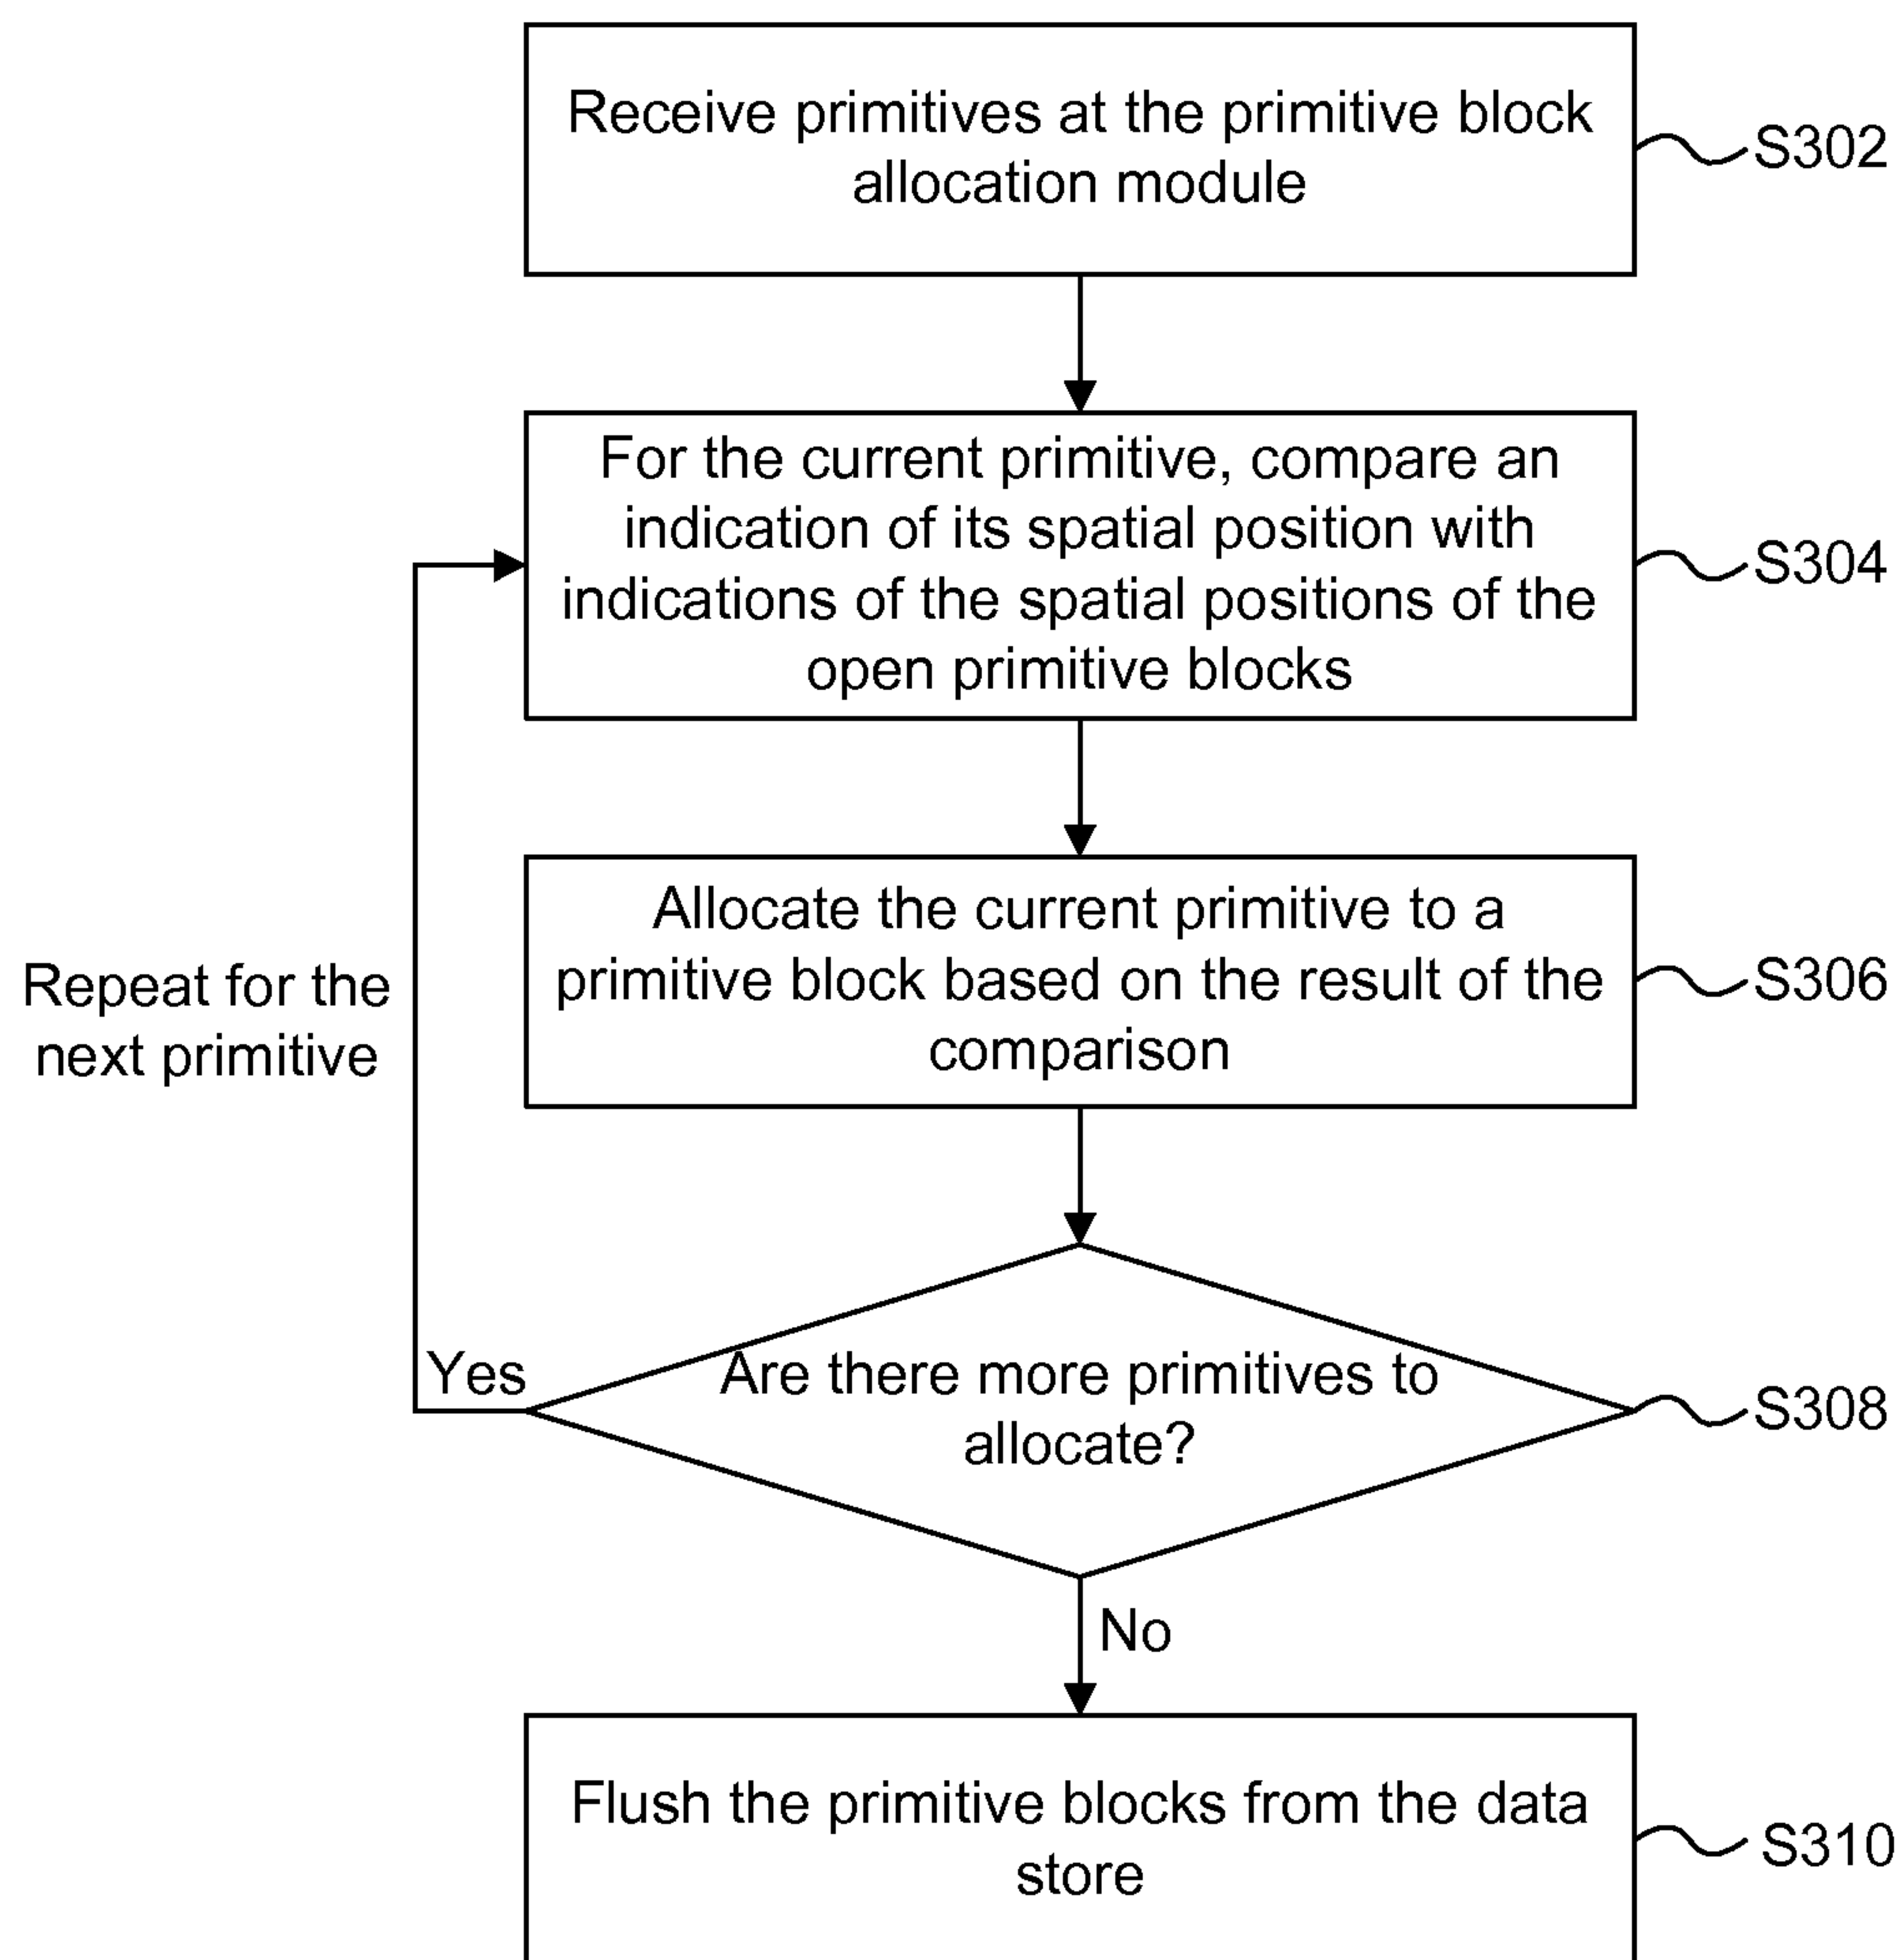 Receive primitives at the primitive block
allocation module
S302
For the current primitive, compare an
indication of its spatial position with
indications of the spatial positions of the
open primitive blocks
S304
Allocate the current primitive to a
primitive block based on the result of the
comparison
S306
Repeat for the
next primitive
Yes
Are there more primitives to
allocate?
S308
No
Flush the primitive blocks from the data
store
S310